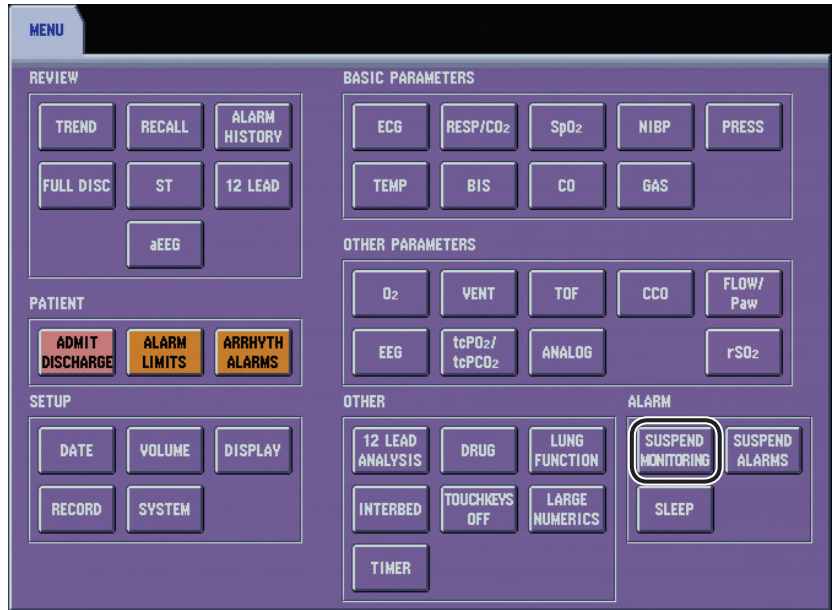 MENU
REVIEW
TREND
RECALL
ALARM
HISTORY
FULL DISC
ST
12 LEAD
aEEG
PATIENT
ADMIT
DISCHARGE
ALARM
LIMITS
ARRHYTH
ALARMS
SETUP
DATE
VOLUME
DISPLAY
RECORD
SYSTEM
BASIC PARAMETERS
ECG
RESP/CO₂
SpO₂
NIBP
PRESS
TEMP
BIS
CO
GAS
OTHER PARAMETERS
O₂
VENT
TOF
CCO
FLOW/
Paw
EEG
tcPO₂/
tcPCO₂
ANALOG
rSO₂
OTHER
12 LEAD
ANALYSIS
DRUG
LUNG
FUNCTION
INTERBED
TOUCHKEYS
OFF
LARGE
NUMERICS
TIMER
ALARM
SUSPEND
MONITORING
SUSPEND
ALARMS
SLEEP